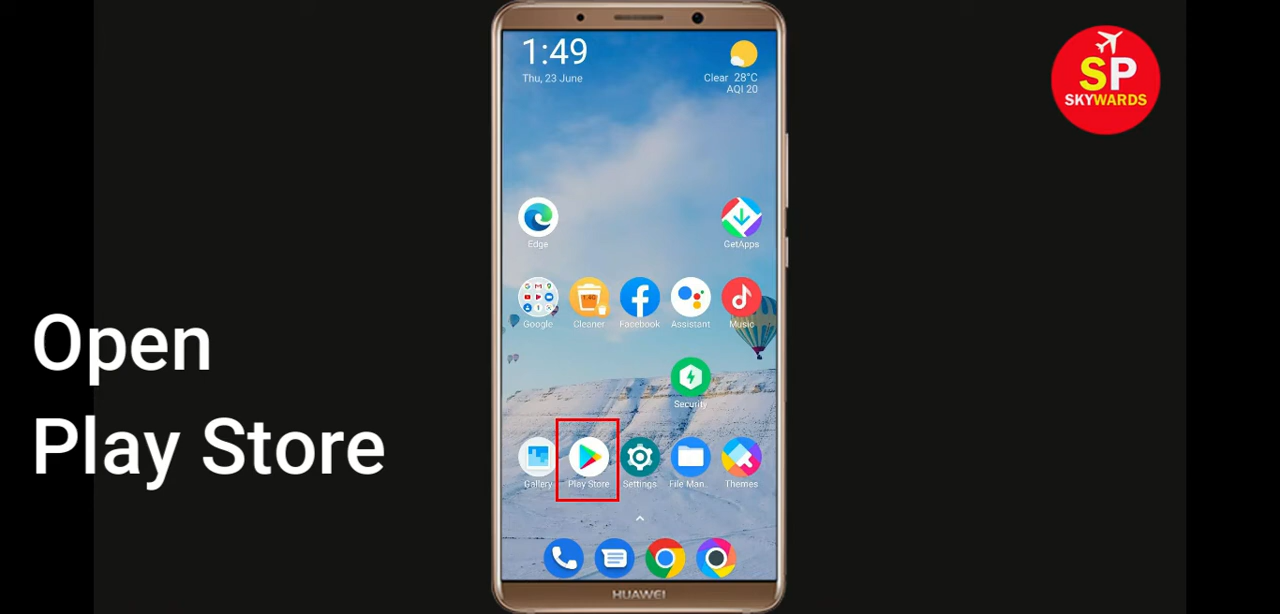 1:49
Thu, 23 June
Clear 28°C
AQI 20
SP
SKYWARDS
Edge
GetApps
Google
Cleaner
Facebook
Assistant
Music
Security
Open
Play Store
Gallery
Play Store
Settings
File Man..
Themes
HUAWEI